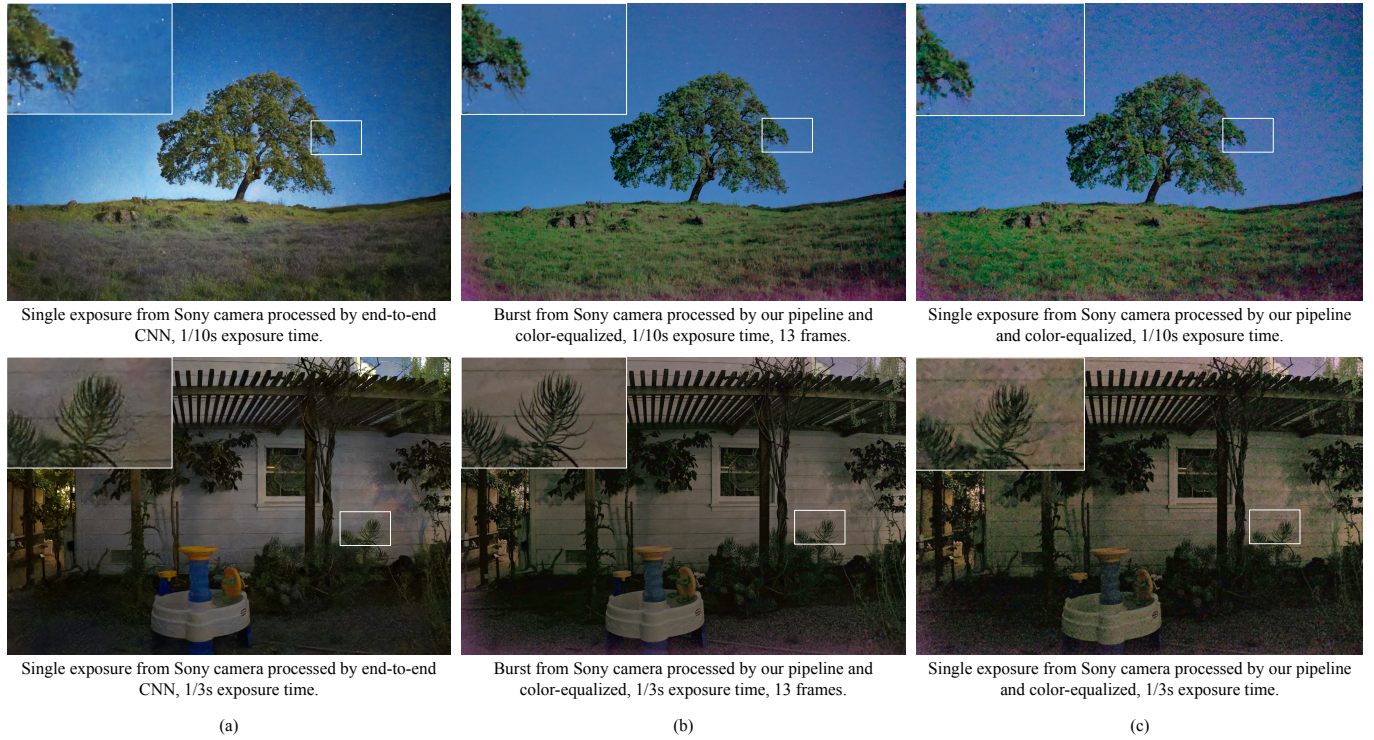 Single exposure from Sony camera processed by end-to-end
CNN, 1/10s exposure time.
Burst from Sony camera processed by our pipeline and
color-equalized, 1/10s exposure time, 13 frames.
Single exposure from Sony camera processed by our pipeline
and color-equalized, 1/10s exposure time.
Single exposure from Sony camera processed by end-to-end
CNN, 1/3s exposure time.
Burst from Sony camera processed by our pipeline and
color-equalized, 1/3s exposure time, 13 frames.
Single exposure from Sony camera processed by our pipeline
and color-equalized, 1/3s exposure time.
(a)
(b)
(c)